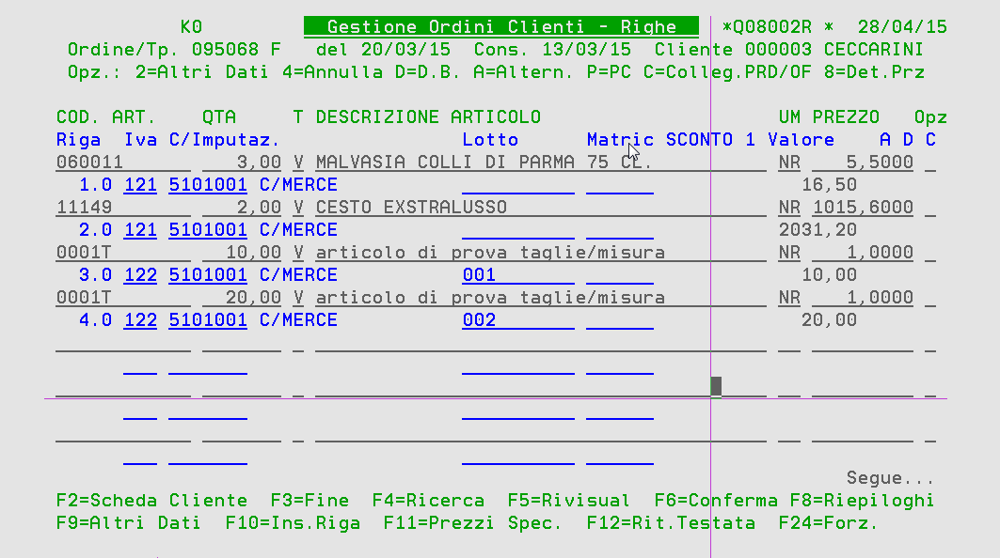 K0 Gestione Ordini Clienti - Righe *Q08002R * 28/04/15
Ordine/Tp. 095068 F del 20/03/15 Cons. 13/03/15 Cliente 000003 CECCARINI
Opz.: 2=Altri Dati 4=Annulla D=D.B. A=Altern. P=PC C=Colleg.PRD/OF 8=Det.Prz
COD. ART. QTA T DESCRIZIONE ARTICOLO UM PREZZO Opz
Riga Iva C/Imputaz. Lotto Matric SCONTO 1 Valore A D C
060011 3,00 V MALVASIA COLLI DI PARMA 75 CL. NR 5,5000
1.0 121 5101001 C/MERCE 16,50
11149 2,00 V CESTO EXSTRALUSSO NR 1015,6000
2.0 121 5101001 C/MERCE 2031,20
0001T 10,00 V articolo di prova taglie/misura NR 1,0000
3.0 122 5101001 C/MERCE 001 10,00
0001T 20,00 V articolo di prova taglie/misura NR 1,0000
4.0 122 5101001 C/MERCE 002 20,00
Segue...
F2=Scheda Cliente F3=Fine F4=Ricerca F5=Rivisual F6=Conferma F8=Riepiloghi
F9=Altri Dati F10=Ins.Riga F11=Prezzi Spec. F12=Rit.Testata F24=Forz.